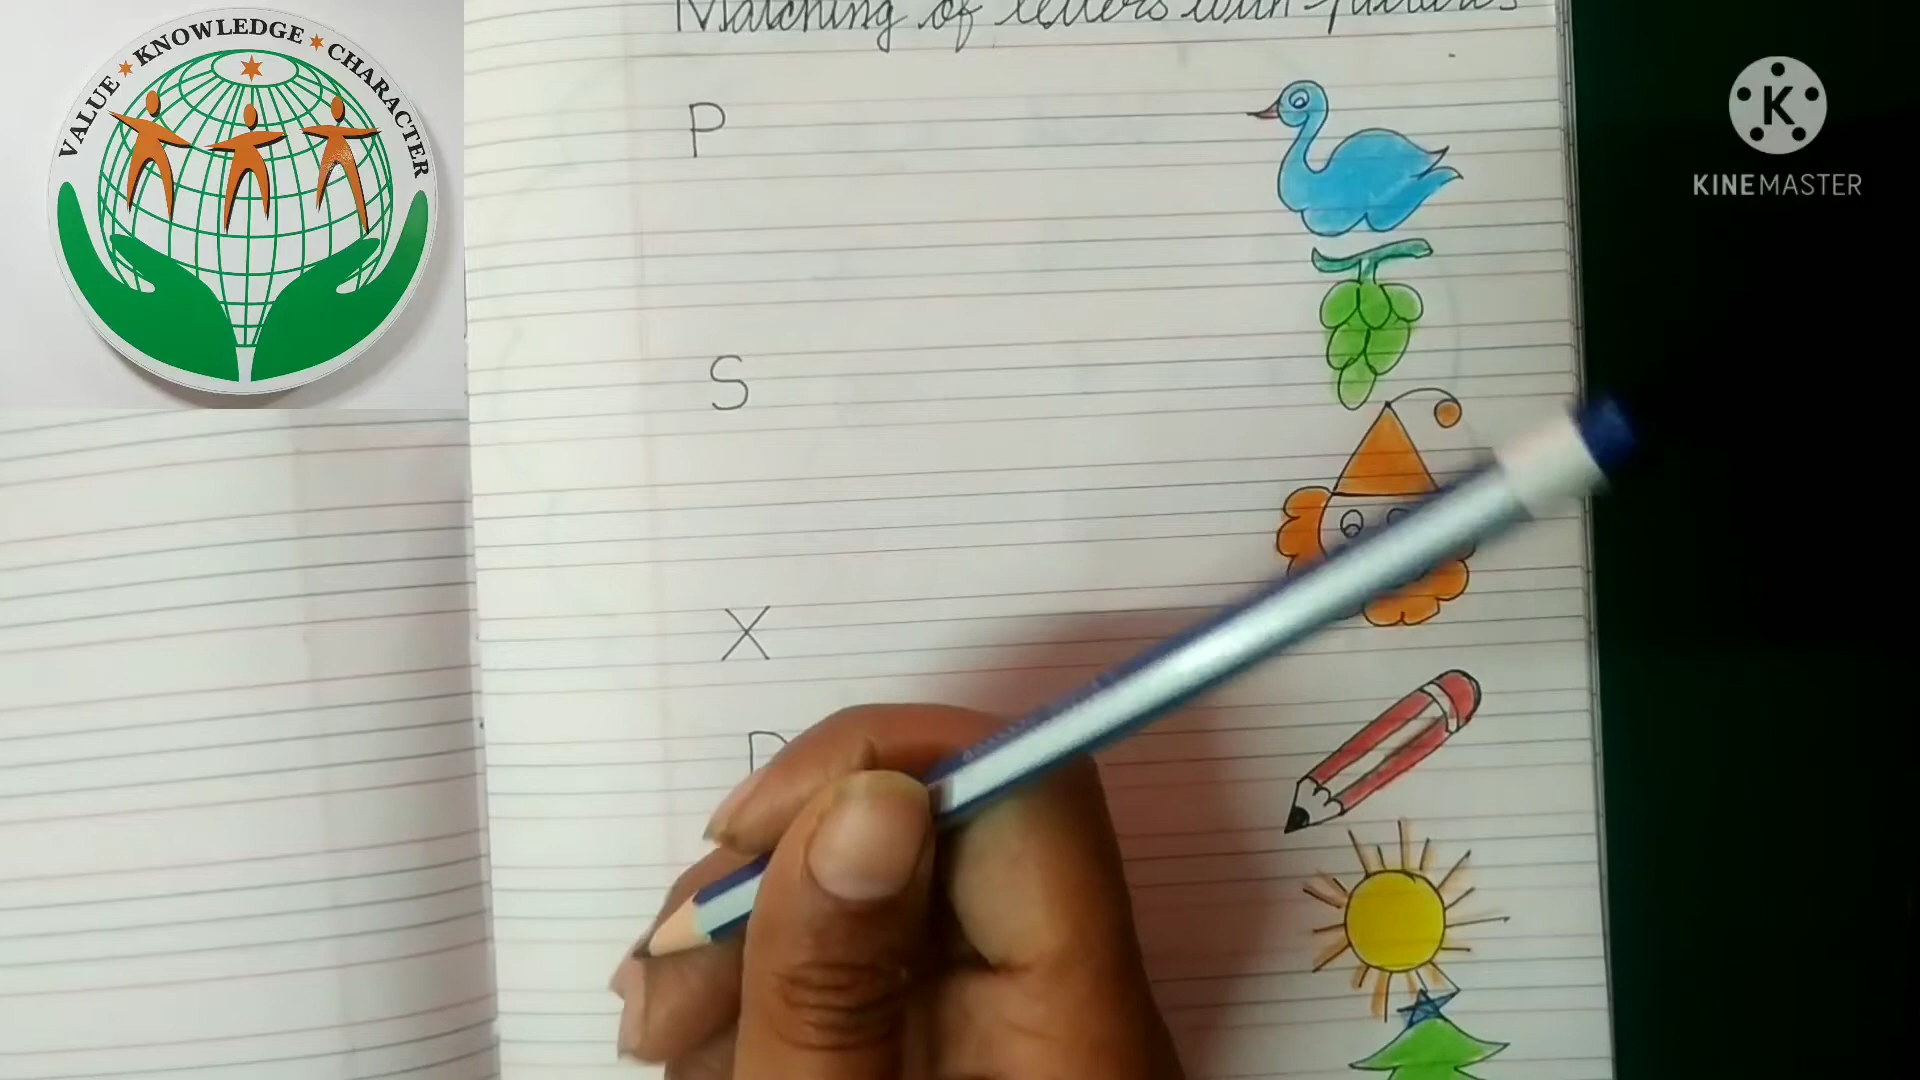 VALUE ★ KNOWLEDGE ★ CHARACTER
Matching of letters with pictures
P
S
X
D
K
KINEMASTER